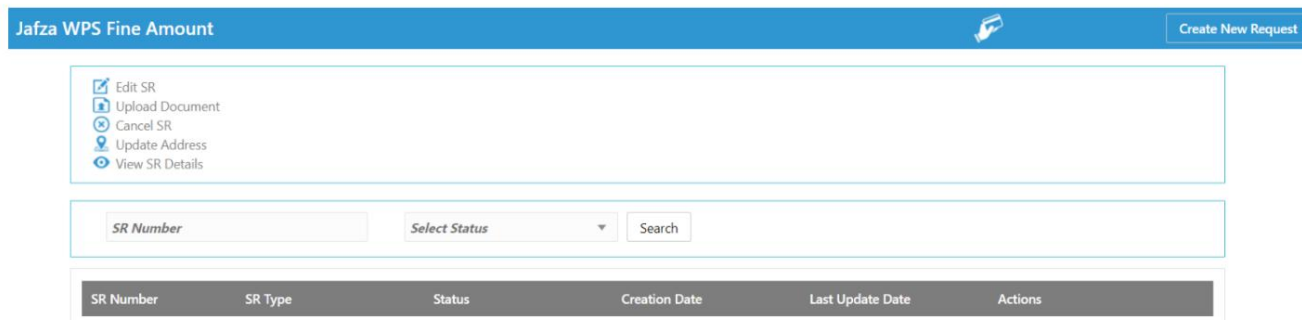 Jafza WPS Fine Amount
Create New Request
Edit SR
Upload Document
Cancel SR
Update Address
View SR Details
SR Number
Select Status
Search
SR Number SR Type Status Creation Date Last Update Date Actions